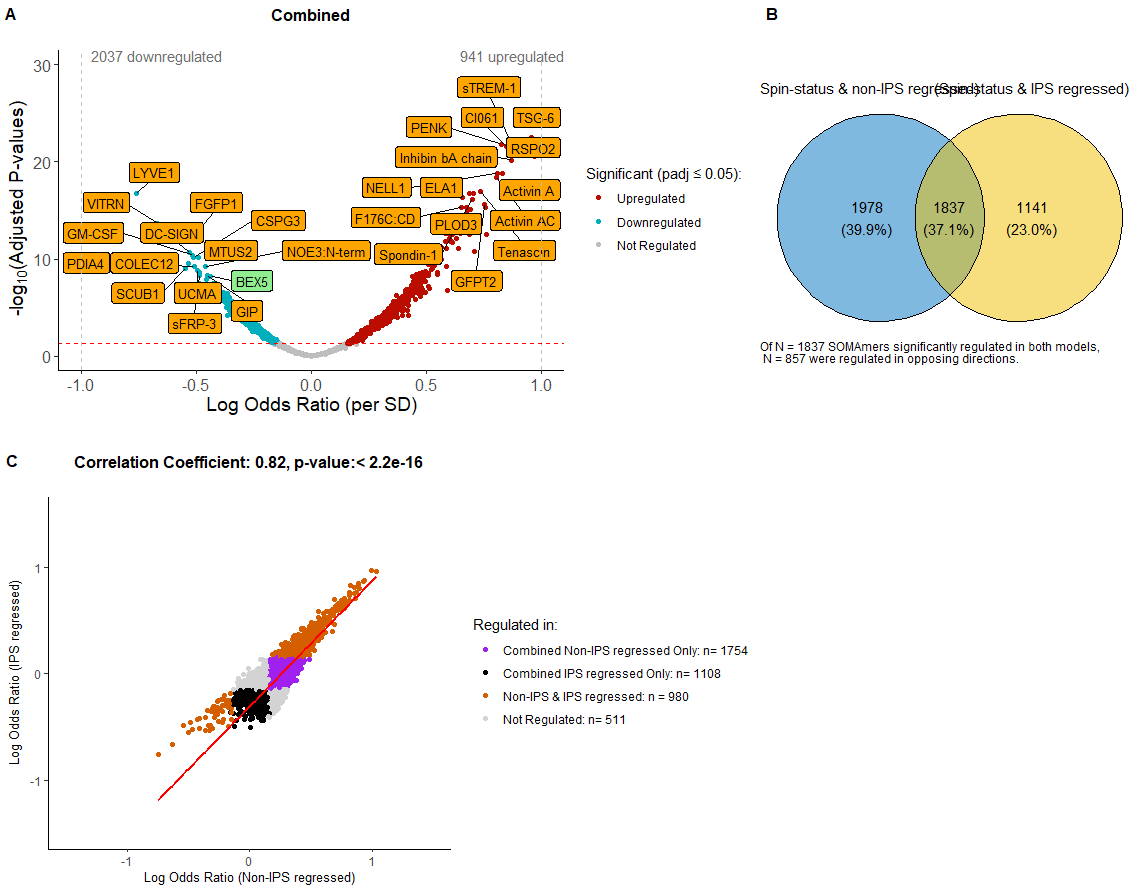 A
Combined
2037 downregulated
941 upregulated
30
20
10
0
-log10(Adjusted P-values)
sTREM-1
CI061
TSG-6
PENK
RSPO2
Inhibin bA chain
LYVE1
NELL1
ELA1
Activin A
VITRN
FGFP1
CSPG3
F176C:CD
PLOD3
Activin AC
GM-CSF
DC-SIGN
MTUS2
NOE3:N-term
Spondin-1
Tenascin
PDIA4
COLEC12
BEX5
GFPT2
SCUB1
UCMA
GIP
sFRP-3
-1.0
-0.5
0.0
0.5
1.0
Log Odds Ratio (per SD)
Significant (padj ≤ 0.05):
Upregulated
Downregulated
Not Regulated
B
Spin-status & non-IPS regressed)
(Spin-status & IPS regressed)
1978
(39.9%)
1837
(37.1%)
1141
(23.0%)
Of N = 1837 SOMAmers significantly regulated in both models,
N = 857 were regulated in opposing directions.
C
Correlation Coefficient: 0.82, p-value:< 2.2e-16
1
0
-1
Log Odds Ratio (IPS regressed)
-1
0
1
Log Odds Ratio (Non-IPS regressed)
Regulated in:
Combined Non-IPS regressed Only: n= 1754
Combined IPS regressed Only: n= 1108
Non-IPS & IPS regressed: n = 980
Not Regulated: n= 511